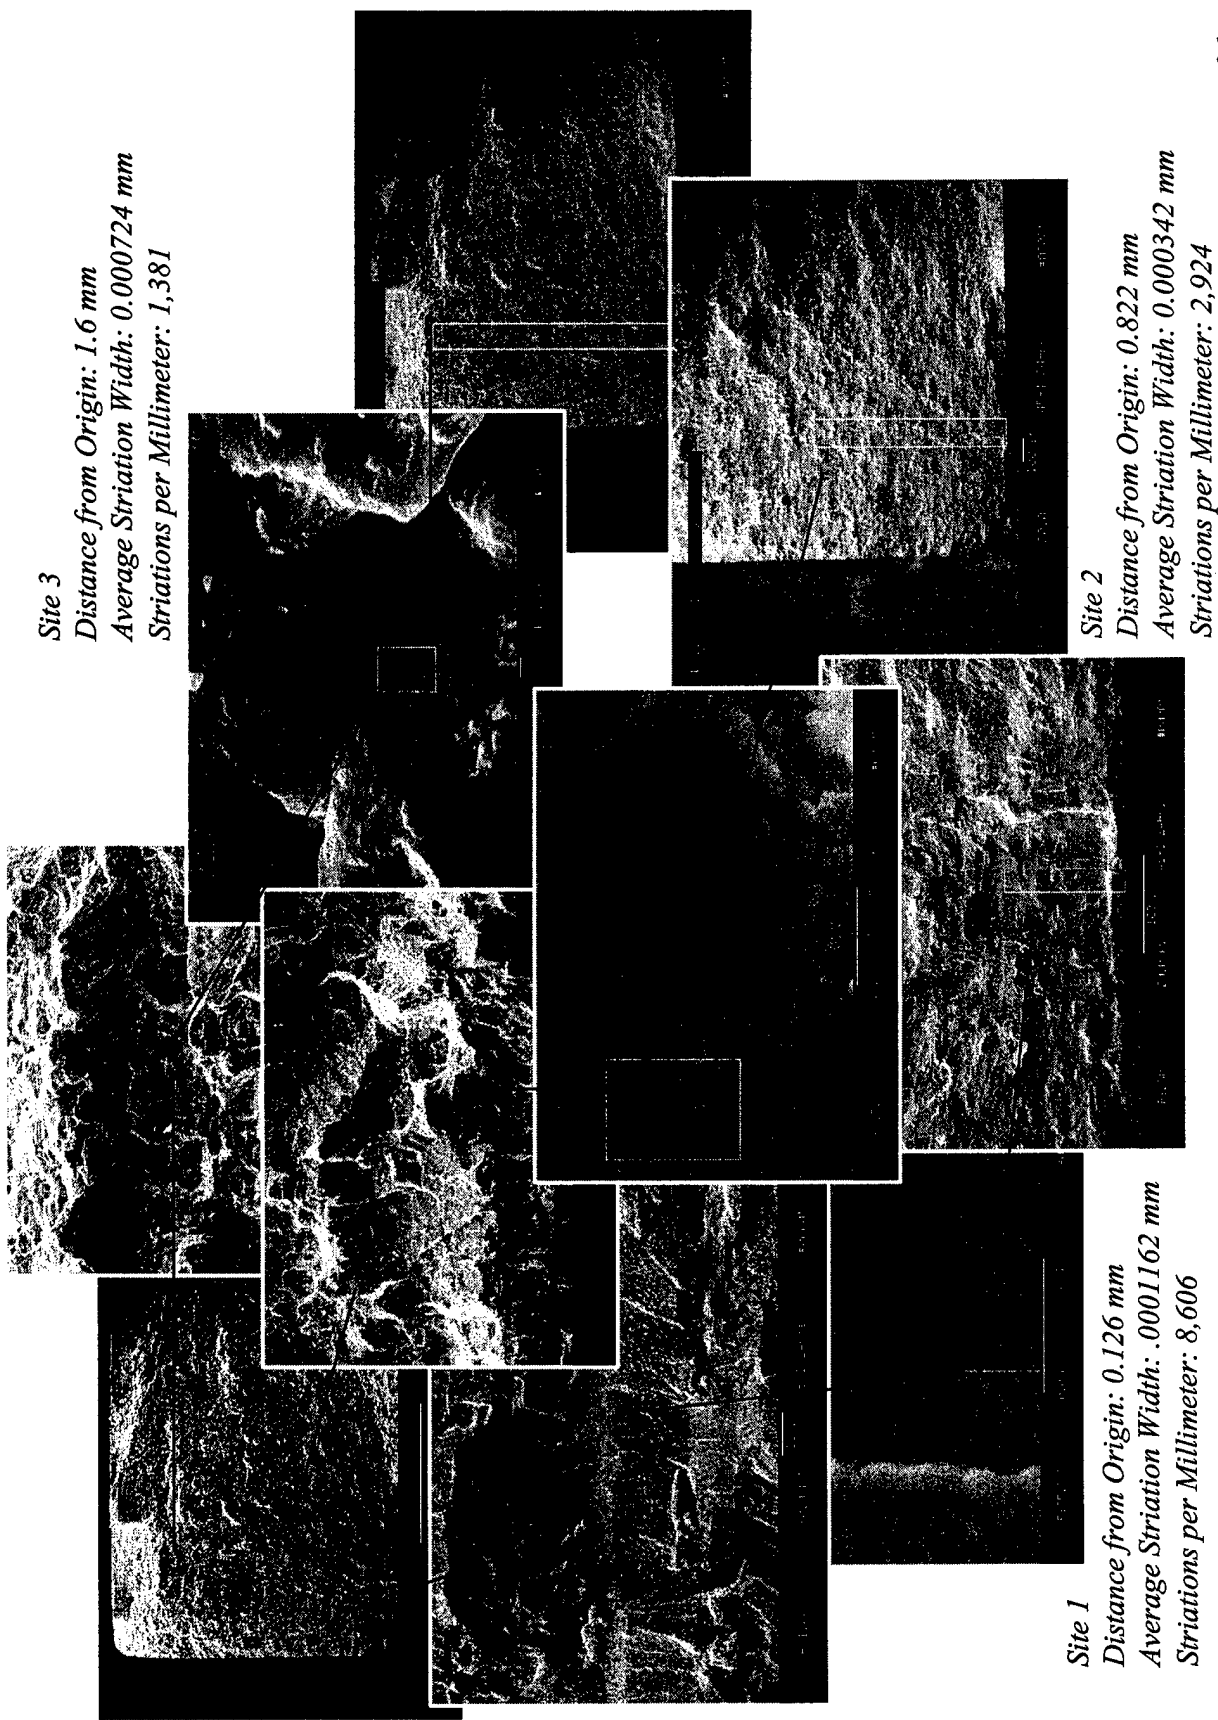 Site 1
Distance from Origin: 0.126 mm
Average Striation Width: .0001162 mm
Striations per Millimeter: 8,606
Site 2
Distance from Origin: 0.822 mm
Average Striation Width: 0.000342 mm
Striations per Millimeter: 2,924
Site 3
Distance from Origin: 1.6 mm
Average Striation Width: 0.000724 mm
Striations per Millimeter: 1,381